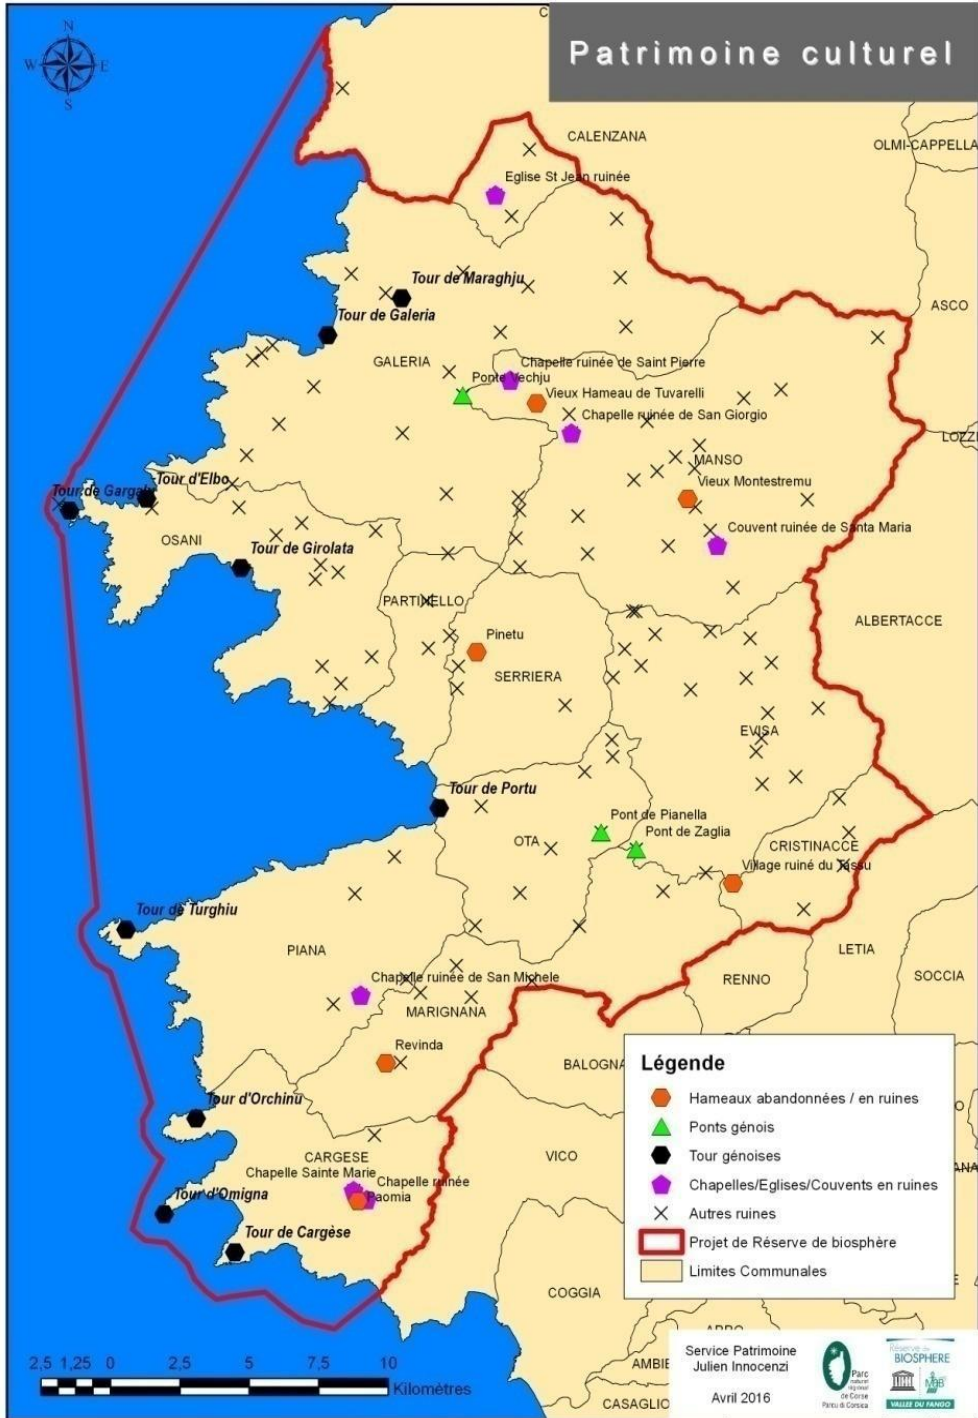 Patrimoine culturel
N
W E
S
C
CALENZANA
OLMI-CAPPELLA
Eglise St Jean ruinée
Tour de Maraghju
ASCO
Tour de Galeria
GALERIA
Chapelle ruinée de Saint Pierre
Ponte Vechju
Vieux Hameau de Tuvarelli
Chapelle ruinée de San Giorgio
LOZZI
MANSO
Tour d'Elbo
Vieux Montestremu
Tour de Gargalu
Couvent ruinée de Santa Maria
OSANI
Tour de Girolata
PARTINELLO
ALBERTACCE
Pinetu
SERRIERA
EVISA
Tour de Portu
Pont de Pianella
OTA
Pont de Zaglia
CRISTINACCE
Village ruiné du Tassu
Tour de Turghiu
PIANA
LETIA
Chapelle ruinée de San Michele
RENNO
SOCCIA
MARIGNANA
Revinda
BALOGNA
Tour d'Orchinu
CARGESE
VICO
Chapelle Sainte Marie
Chapelle ruinée
Paomia
Tour d'Omigna
Tour de Cargèse
COGGIA
Légende
Hameaux abandonnées / en ruines
Ponts génois
Tour génoises
Chapelles/Eglises/Couvents en ruines
Autres ruines
Projet de Réserve de biosphère
Limites Communales
AMBIE
CASAGLIO
2,5 1,25 0 2,5 5 7,5 10
Kilomètres
Service Patrimoine
Julien Innocenzi
Avril 2016
Parc
naturel
régional
de Corse
Parcu di Corsica
Réserve de
BIOSPHERE
MAB
VALLEE DU FANGO